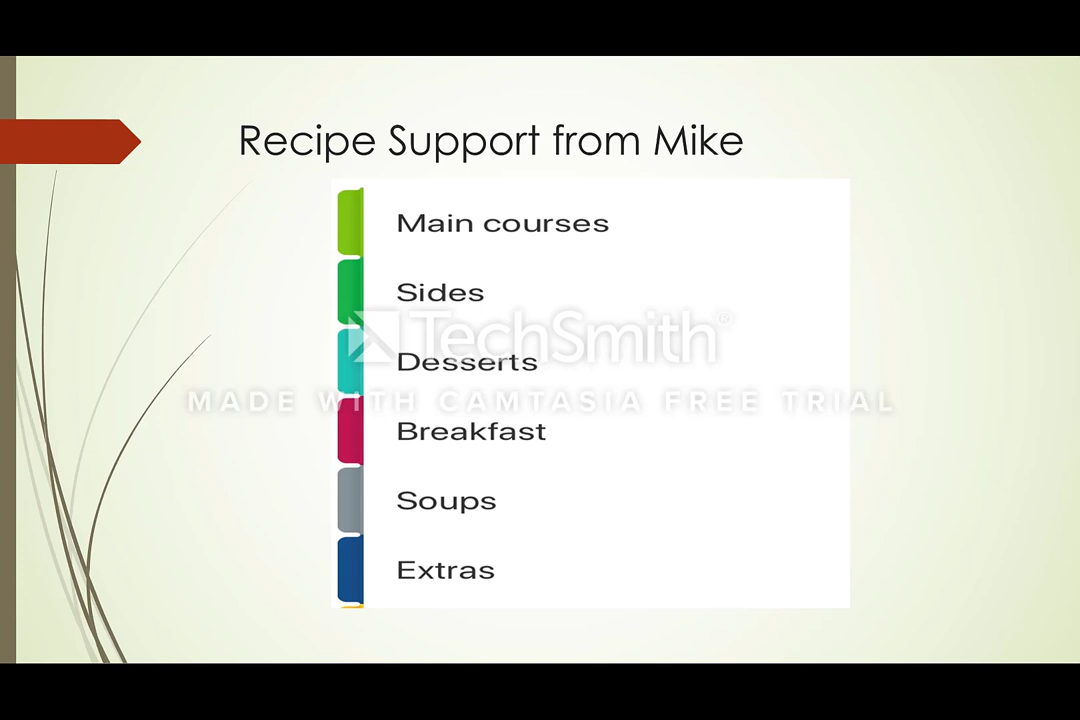 Recipe Support from Mike
Main courses
Sides
TechSmith®
Desserts
MADE WITH CAMTASIA FREE TRIAL
Breakfast
Soups
Extras